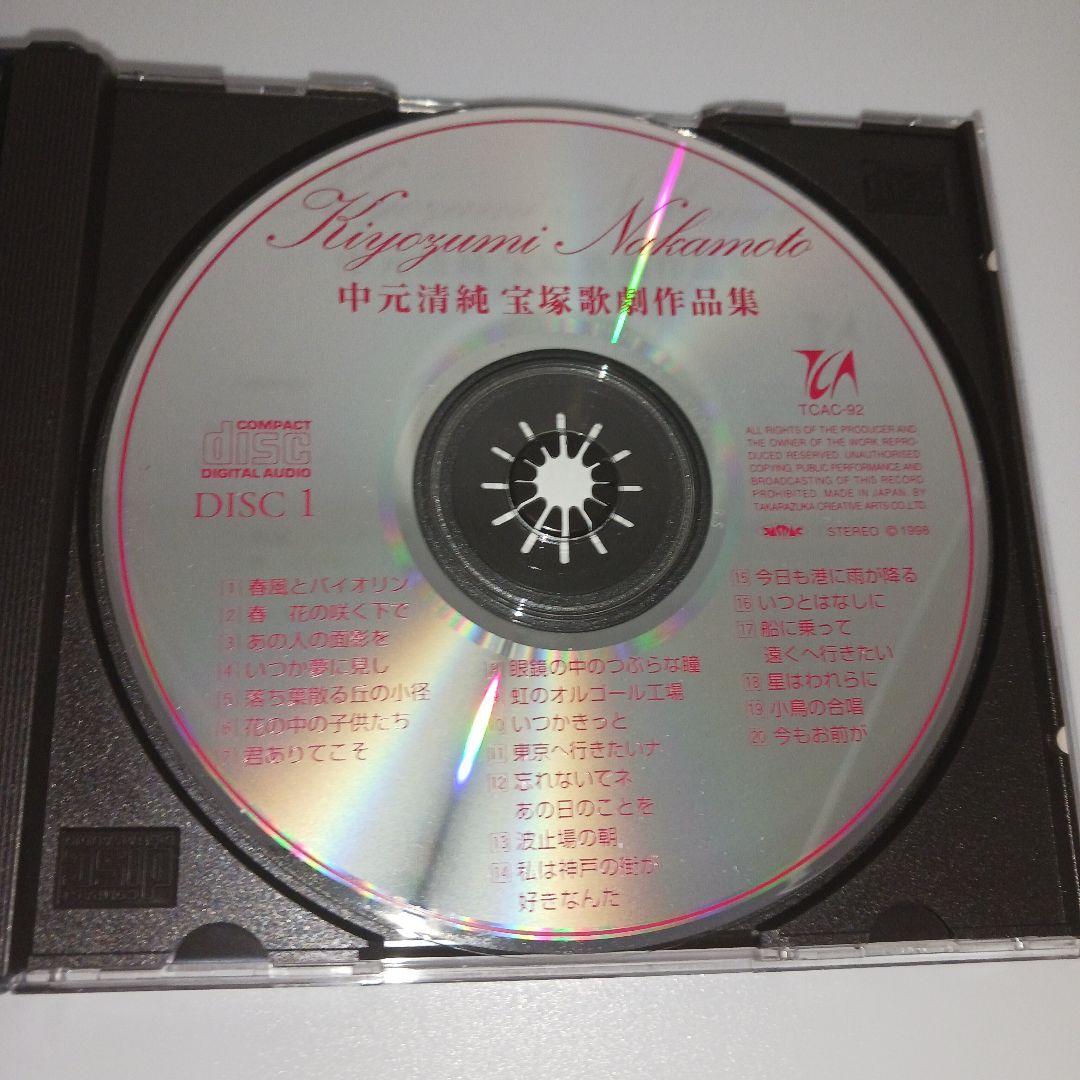 Kiyozumi Nakamoto
中元清純 宝塚歌劇作品集
COMPACT
disc
DIGITAL AUDIO
DISC 1
TCA
TCAC-92
ALL RIGHTS OF THE PRODUCER AND
THE OWNER OF THE WORK REPRO-
DUCED RESERVED. UNAUTHORISED
COPYING, PUBLIC PERFORMANCE AND
BROADCASTING OF THIS RECORD
PROHIBITED. MADE IN JAPAN. BY
TAKARAZUKA CREATIVE ARTS CO.,LTD.
STEREO ©1998
1 春風とバイオリン
2 春 花の咲く下で
3 あの人の面影を
4 いつか夢に見し
5 落ち葉散る丘の小径
6 花の中の子供たち
7 君ありてこそ
8 眼鏡の中のつぶらな瞳
9 虹のオルゴール工場
10 いつかきっと
11 東京へ行きたいナ
12 忘れないでネ
あの日のことを
13 波止場の朝
14 私は神戸の街が
好きなんだ
15 今日も港に雨が降る
16 いつとはなしに
17 船に乗って
遠くへ行きたい
18 星はわれらに
19 小鳥の合唱
20 今もお前が